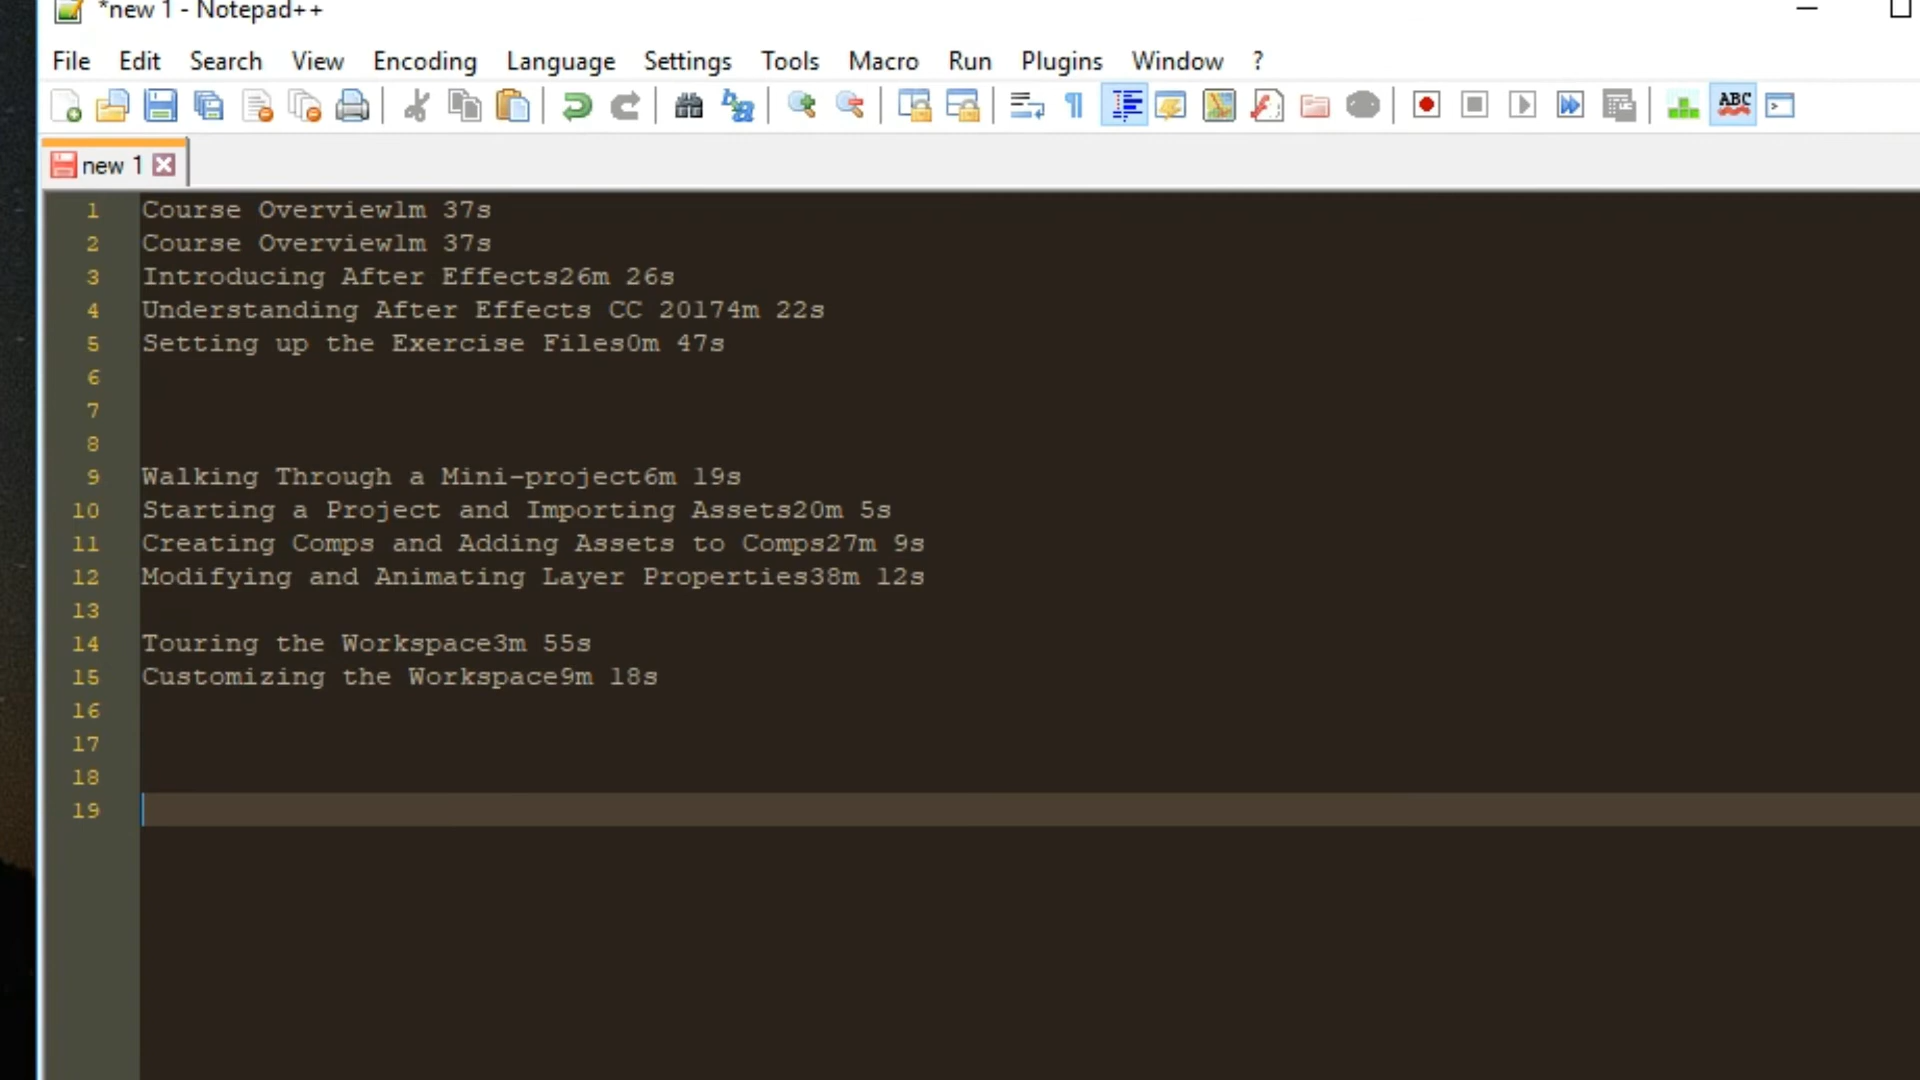 *new 1 - Notepad++
File Edit Search View Encoding Language Settings Tools Macro Run Plugins Window ?
ABC
new 1
1 Course Overview1m 37s
2 Course Overview1m 37s
3 Introducing After Effects26m 26s
4 Understanding After Effects CC 20174m 22s
5 Setting up the Exercise Files0m 47s
6
7
8
9 Walking Through a Mini-project6m 19s
10 Starting a Project and Importing Assets20m 5s
11 Creating Comps and Adding Assets to Comps27m 9s
12 Modifying and Animating Layer Properties38m 12s
13
14 Touring the Workspace3m 55s
15 Customizing the Workspace9m 18s
16
17
18
19